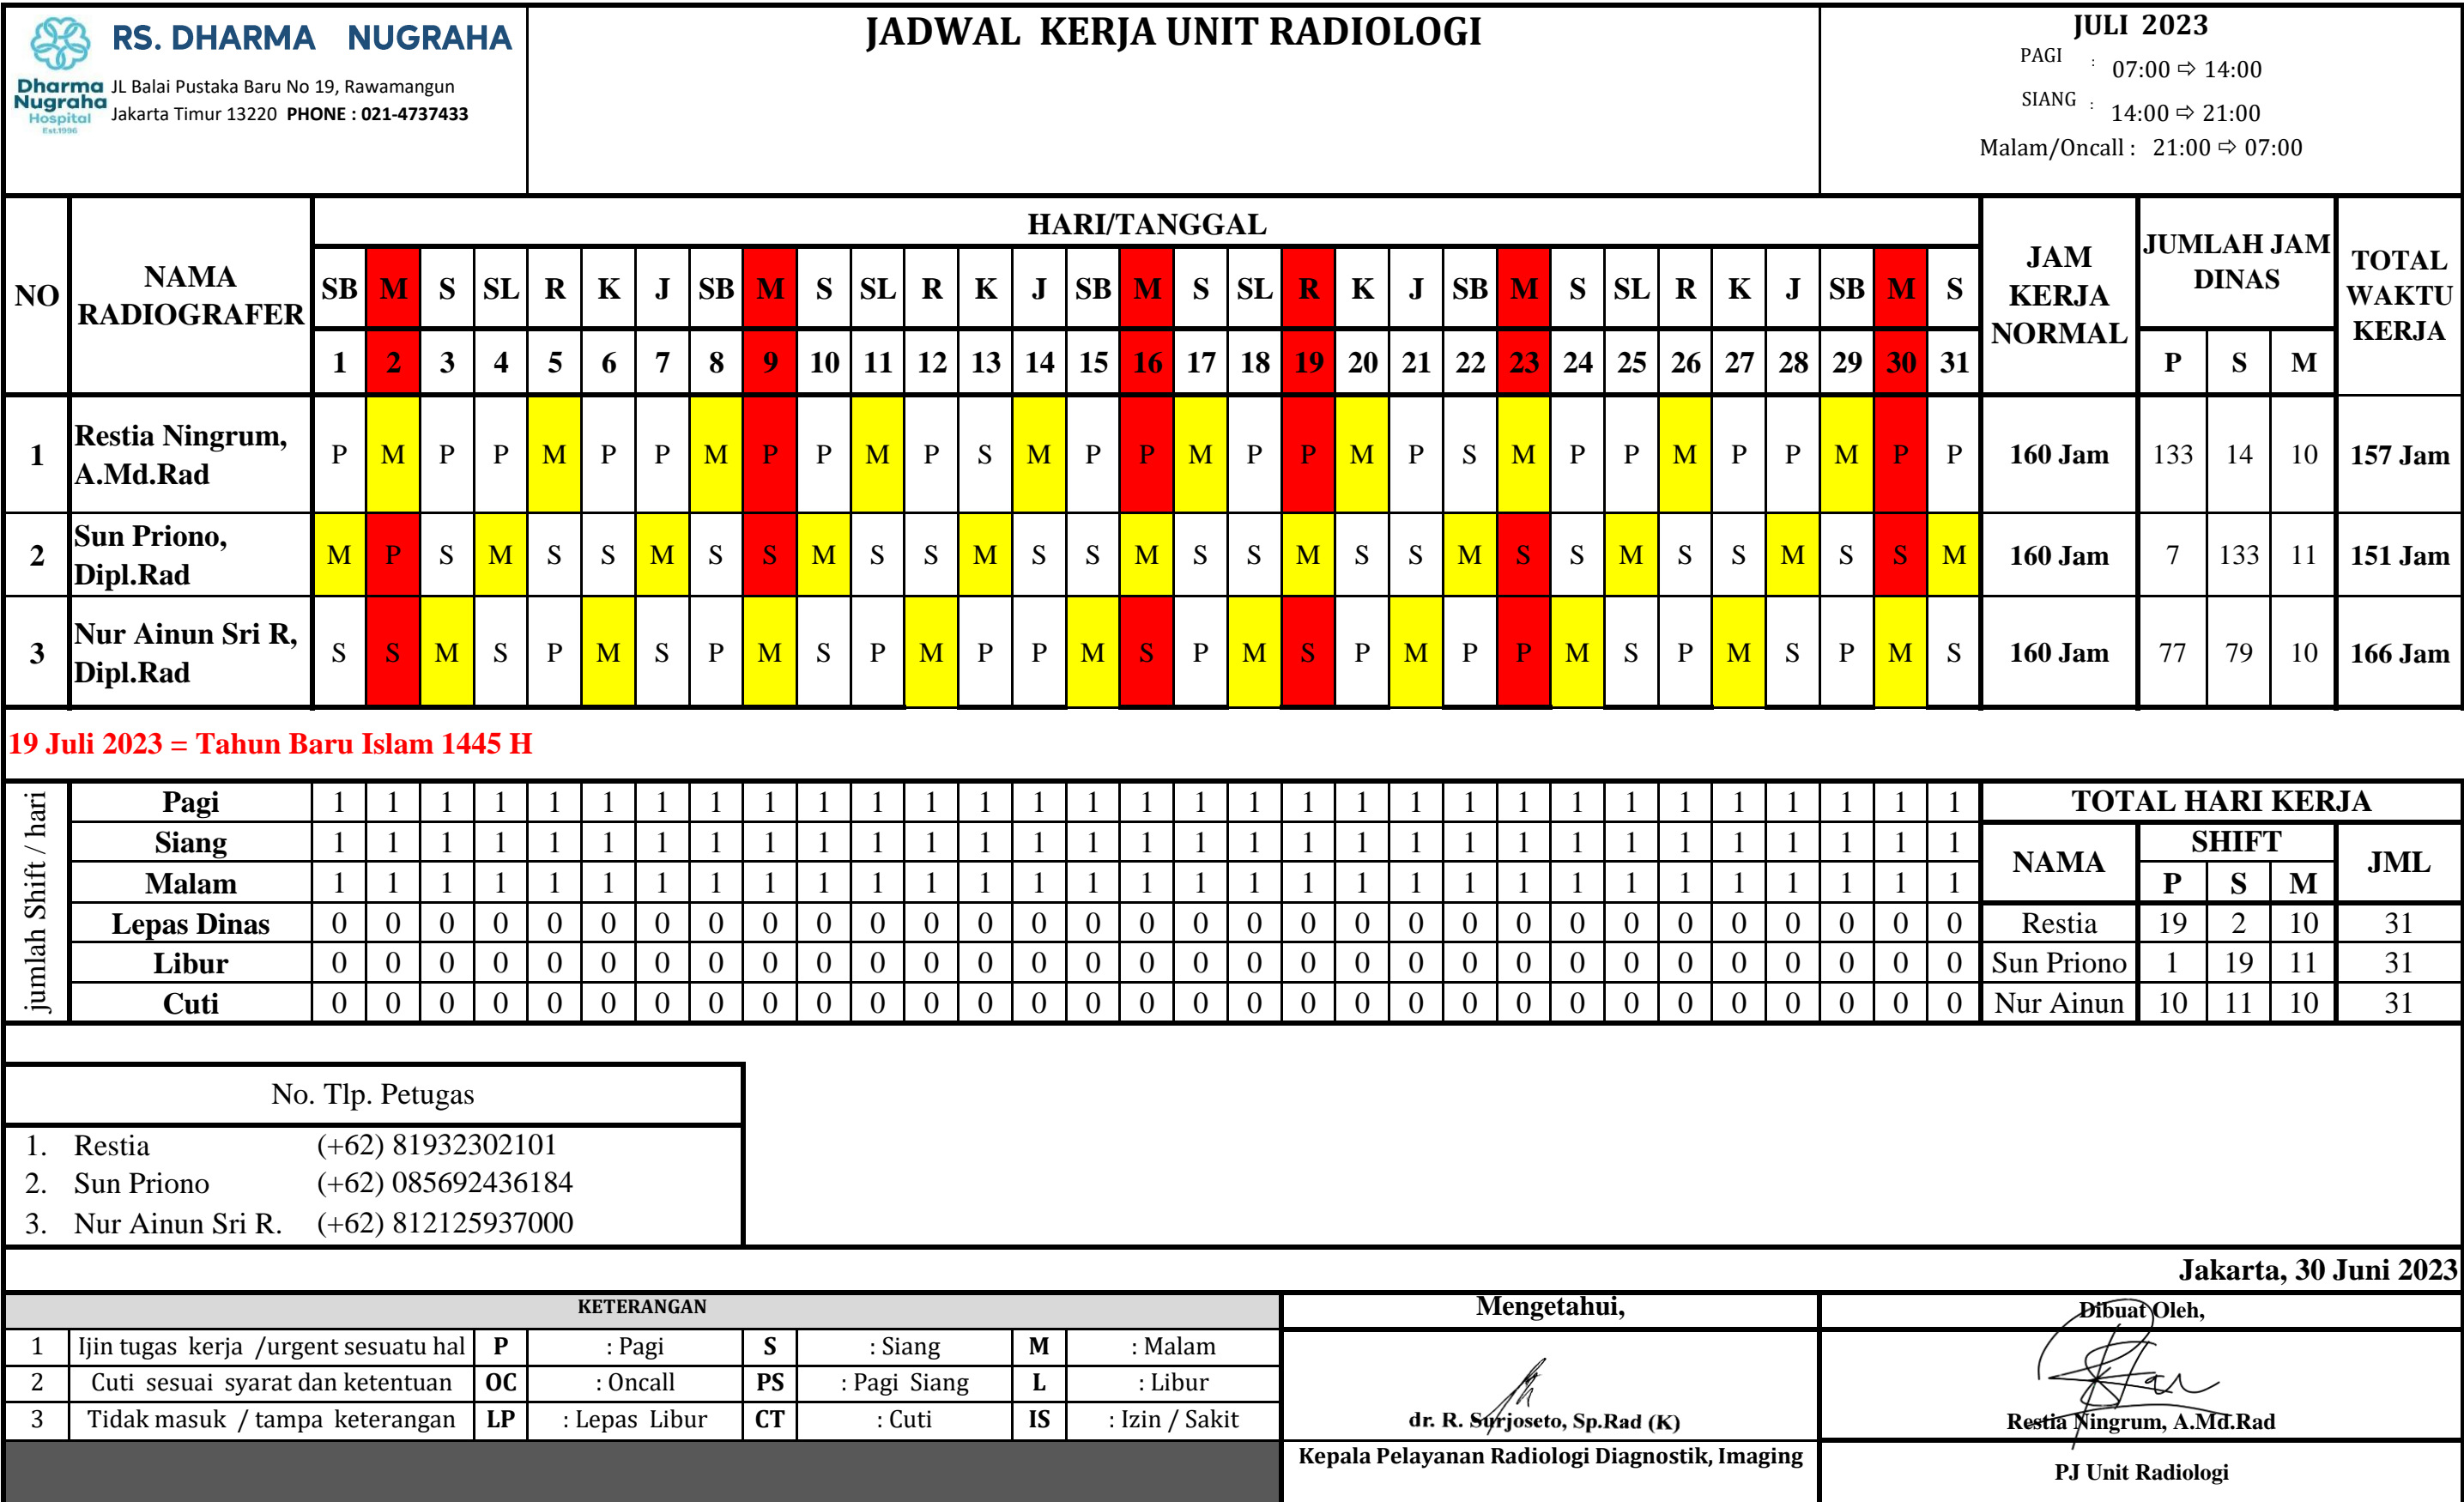 RS. DHARMA NUGRAHA
Dharma
Nugraha
Hospital
Est.1996
JL Balai Pustaka Baru No 19, Rawamangun
Jakarta Timur 13220 PHONE : 021-4737433
JADWAL KERJA UNIT RADIOLOGI
JULI 2023
PAGI : 07:00 ⇨ 14:00
SIANG : 14:00 ⇨ 21:00
Malam/Oncall : 21:00 ⇨ 07:00
NO NAMA RADIOGRAFER HARI/TANGGAL JAM KERJA NORMAL JUMLAH JAM DINAS TOTAL WAKTU KERJA
SB M S SL R K J SB M S SL R K J SB M S SL R K J SB M S SL R K J SB M S
1 2 3 4 5 6 7 8 9 10 11 12 13 14 15 16 17 18 19 20 21 22 23 24 25 26 27 28 29 30 31 P S M
1 Restia Ningrum, A.Md.Rad P M P P M P P M P P M P S M P P M P P M P S M P P M P P M P P 160 Jam 133 14 10 157 Jam
2 Sun Priono, Dipl.Rad M P S M S S M S S M S S M S S M S S M S S M S S M S S M S S M 160 Jam 7 133 11 151 Jam
3 Nur Ainun Sri R, Dipl.Rad S S M S P M S P M S P M P P M S P M S P M P P M S P M S P M S 160 Jam 77 79 10 166 Jam
19 Juli 2023 = Tahun Baru Islam 1445 H
jumlah Shift / hari
Pagi 1 1 1 1 1 1 1 1 1 1 1 1 1 1 1 1 1 1 1 1 1 1 1 1 1 1 1 1 1 1 1
Siang 1 1 1 1 1 1 1 1 1 1 1 1 1 1 1 1 1 1 1 1 1 1 1 1 1 1 1 1 1 1 1
Malam 1 1 1 1 1 1 1 1 1 1 1 1 1 1 1 1 1 1 1 1 1 1 1 1 1 1 1 1 1 1 1
Lepas Dinas 0 0 0 0 0 0 0 0 0 0 0 0 0 0 0 0 0 0 0 0 0 0 0 0 0 0 0 0 0 0 0
Libur 0 0 0 0 0 0 0 0 0 0 0 0 0 0 0 0 0 0 0 0 0 0 0 0 0 0 0 0 0 0 0
Cuti 0 0 0 0 0 0 0 0 0 0 0 0 0 0 0 0 0 0 0 0 0 0 0 0 0 0 0 0 0 0 0
TOTAL HARI KERJA
NAMA SHIFT JML
P S M
Restia 19 2 10 31
Sun Priono 1 19 11 31
Nur Ainun 10 11 10 31
No. Tlp. Petugas
1. Restia (+62) 81932302101
2. Sun Priono (+62) 085692436184
3. Nur Ainun Sri R. (+62) 812125937000
Jakarta, 30 Juni 2023
KETERANGAN
1 Ijin tugas kerja /urgent sesuatu hal P : Pagi S : Siang M : Malam
2 Cuti sesuai syarat dan ketentuan OC : Oncall PS : Pagi Siang L : Libur
3 Tidak masuk / tampa keterangan LP : Lepas Libur CT : Cuti IS : Izin / Sakit
Mengetahui,
dr. R. Surjoseto, Sp.Rad (K)
Kepala Pelayanan Radiologi Diagnostik, Imaging
Dibuat Oleh,
Restia Ningrum, A.Md.Rad
PJ Unit Radiologi